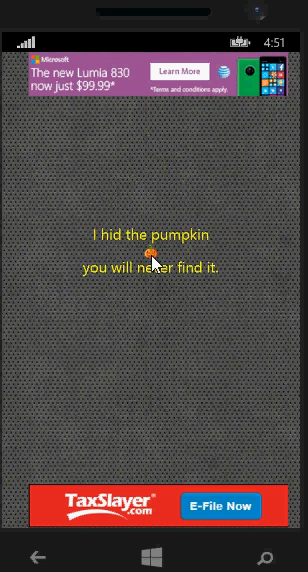 4:51
Microsoft
The new Lumia 830
now just $99.99*
Learn More
AT&T
*Terms and conditions apply.
I hid the pumpkin
you will never find it.
TaxSlayer®
.com
E-File Now